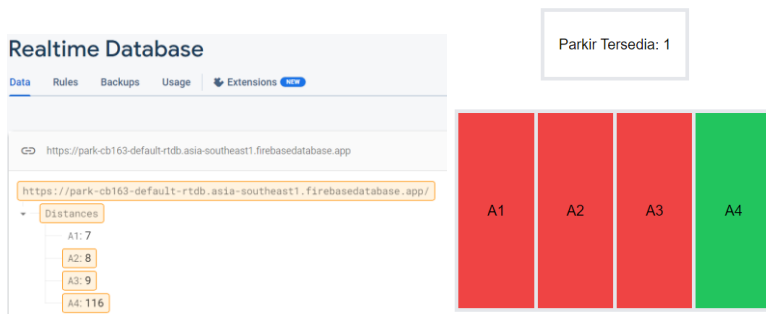 Realtime Database
Data Rules Backups Usage Extensions NEW
https://park-cb163-default-rtdb.asia-southeast1.firebasedatabase.app
https://park-cb163-default-rtdb.asia-southeast1.firebasedatabase.app/
Distances
A1: 7
A2: 8
A3: 9
A4: 116
Parkir Tersedia: 1
A1 A2 A3 A4